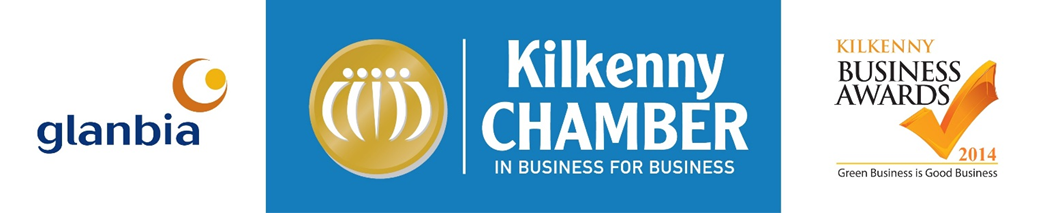 glanbia
Kilkenny
CHAMBER
IN BUSINESS FOR BUSINESS
KILKENNY
BUSINESS
AWARDS
2014
Green Business is Good Business